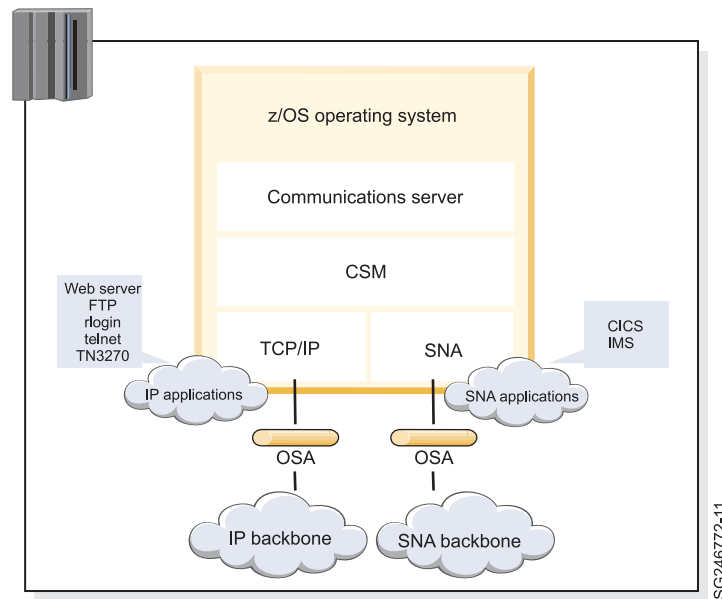 z/OS operating system
Communications server
CSM
Web server
FTP
rlogin
telnet
TN3270
CICS
IMS
TCP/IP
SNA
IP applications
SNA applications
OSA
OSA
IP backbone
SNA backbone
SG246772-11